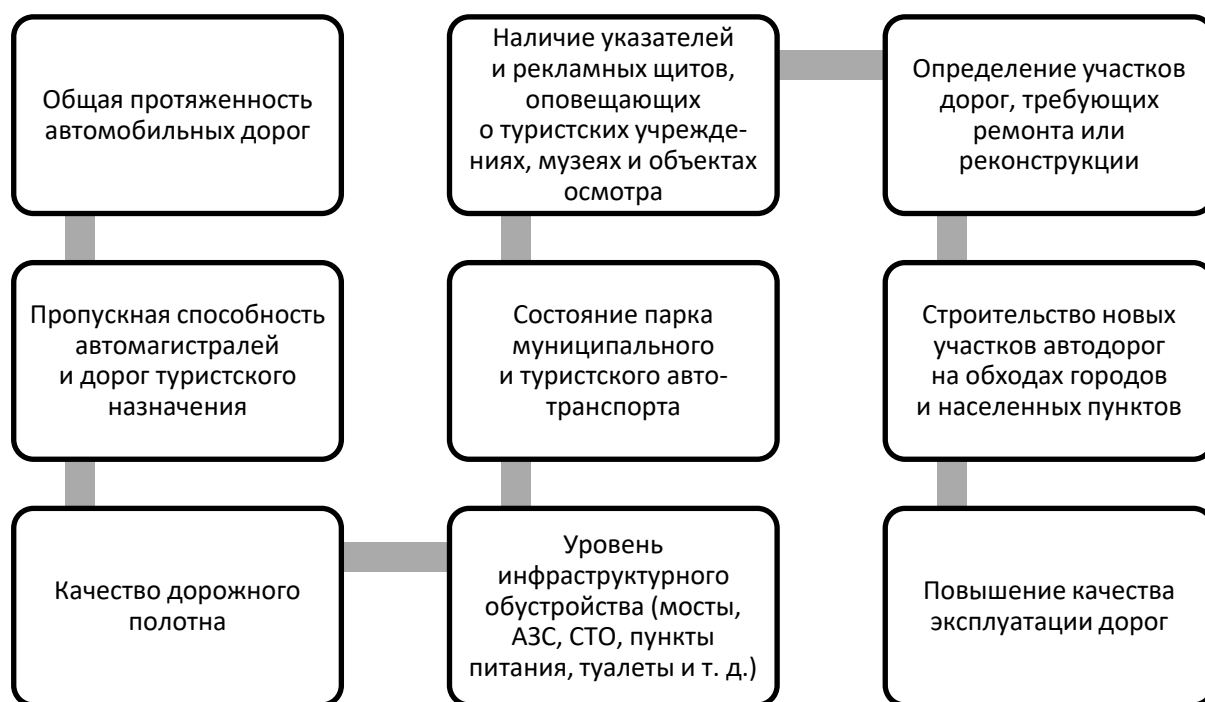 Общая протяженность
автомобильных дорог
Пропускная способность
автомагистралей
и дорог туристского
назначения
Качество дорожного
полотна
Уровень
инфраструктурного
обустройства (мосты,
АЗС, СТО, пункты
питания, туалеты и т. д.)
Состояние парка
муниципального
и туристского авто-
транспорта
Наличие указателей
и рекламных щитов,
оповещающих
о туристских учрежде-
ниях, музеях и объектах
осмотра
Определение участков
дорог, требующих
ремонта или
реконструкции
Строительство новых
участков автодорог
на обходах городов
и населенных пунктов
Повышение качества
эксплуатации дорог